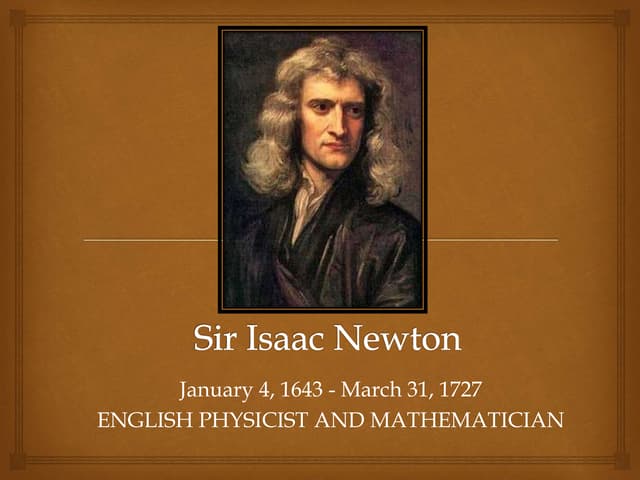 Sir Isaac Newton
January 4, 1643 - March 31, 1727
ENGLISH PHYSICIST AND MATHEMATICIAN